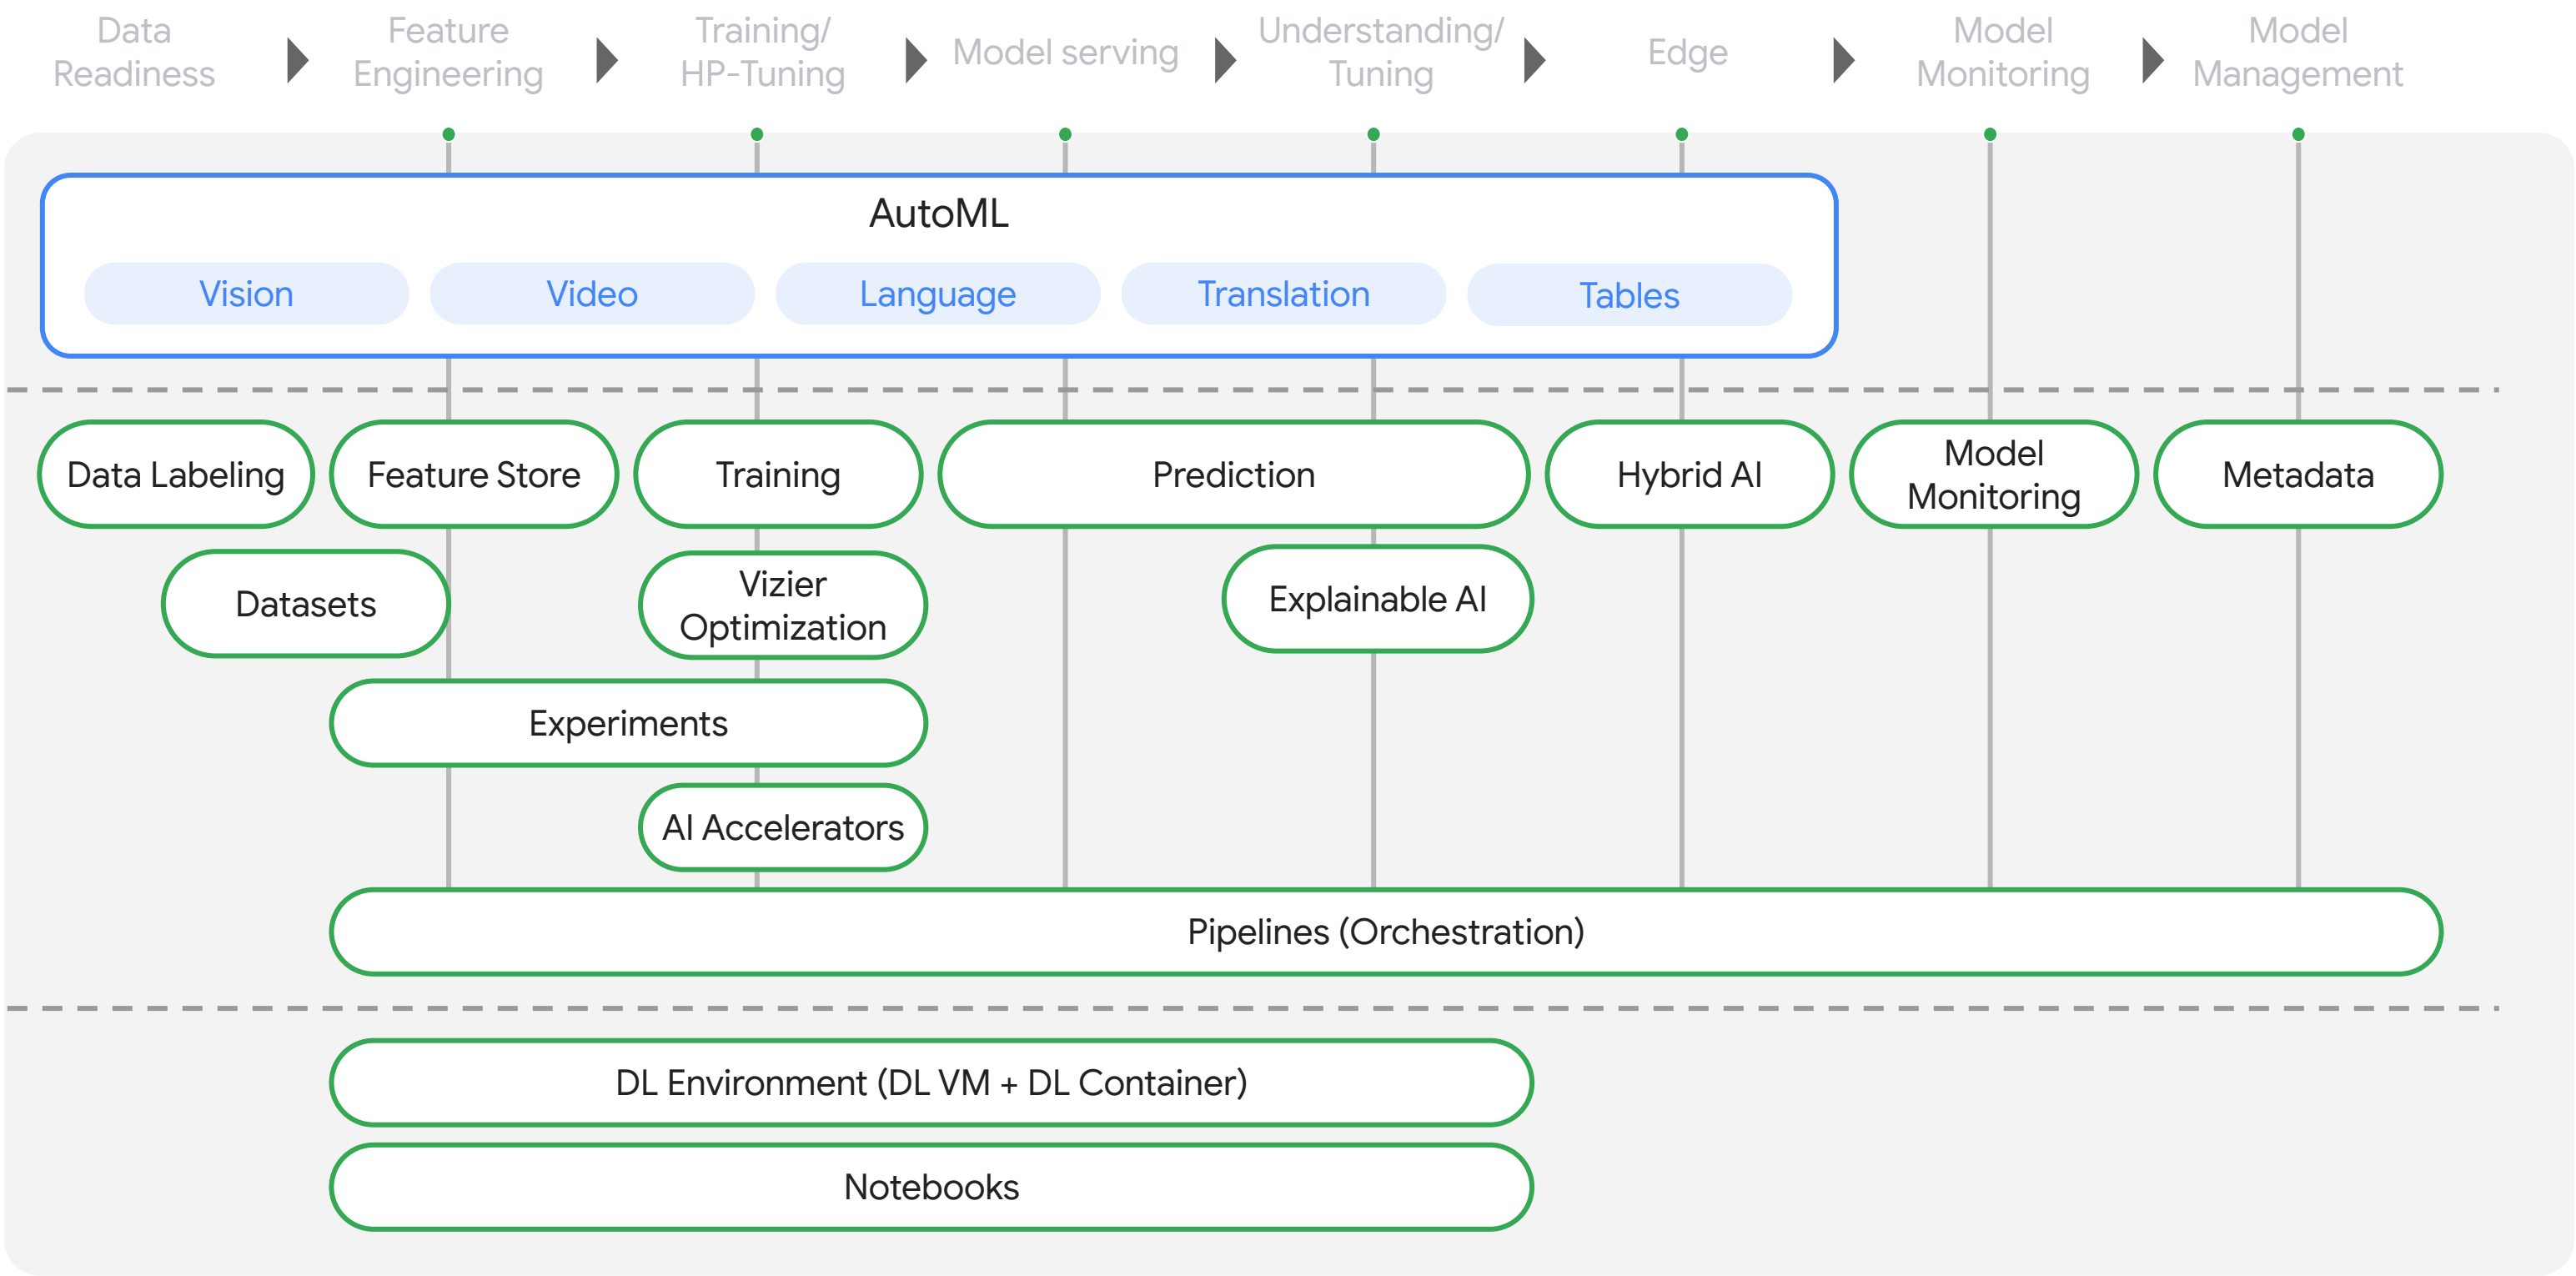 Data
Readiness
Feature
Engineering
Training/
HP-Tuning
Model serving
Understanding/
Tuning
Edge
Model
Monitoring
Model
Management
AutoML
Vision
Video
Language
Translation
Tables
Data Labeling
Feature Store
Training
Prediction
Hybrid AI
Model
Monitoring
Metadata
Datasets
Vizier
Optimization
Explainable AI
Experiments
AI Accelerators
Pipelines (Orchestration)
DL Environment (DL VM + DL Container)
Notebooks